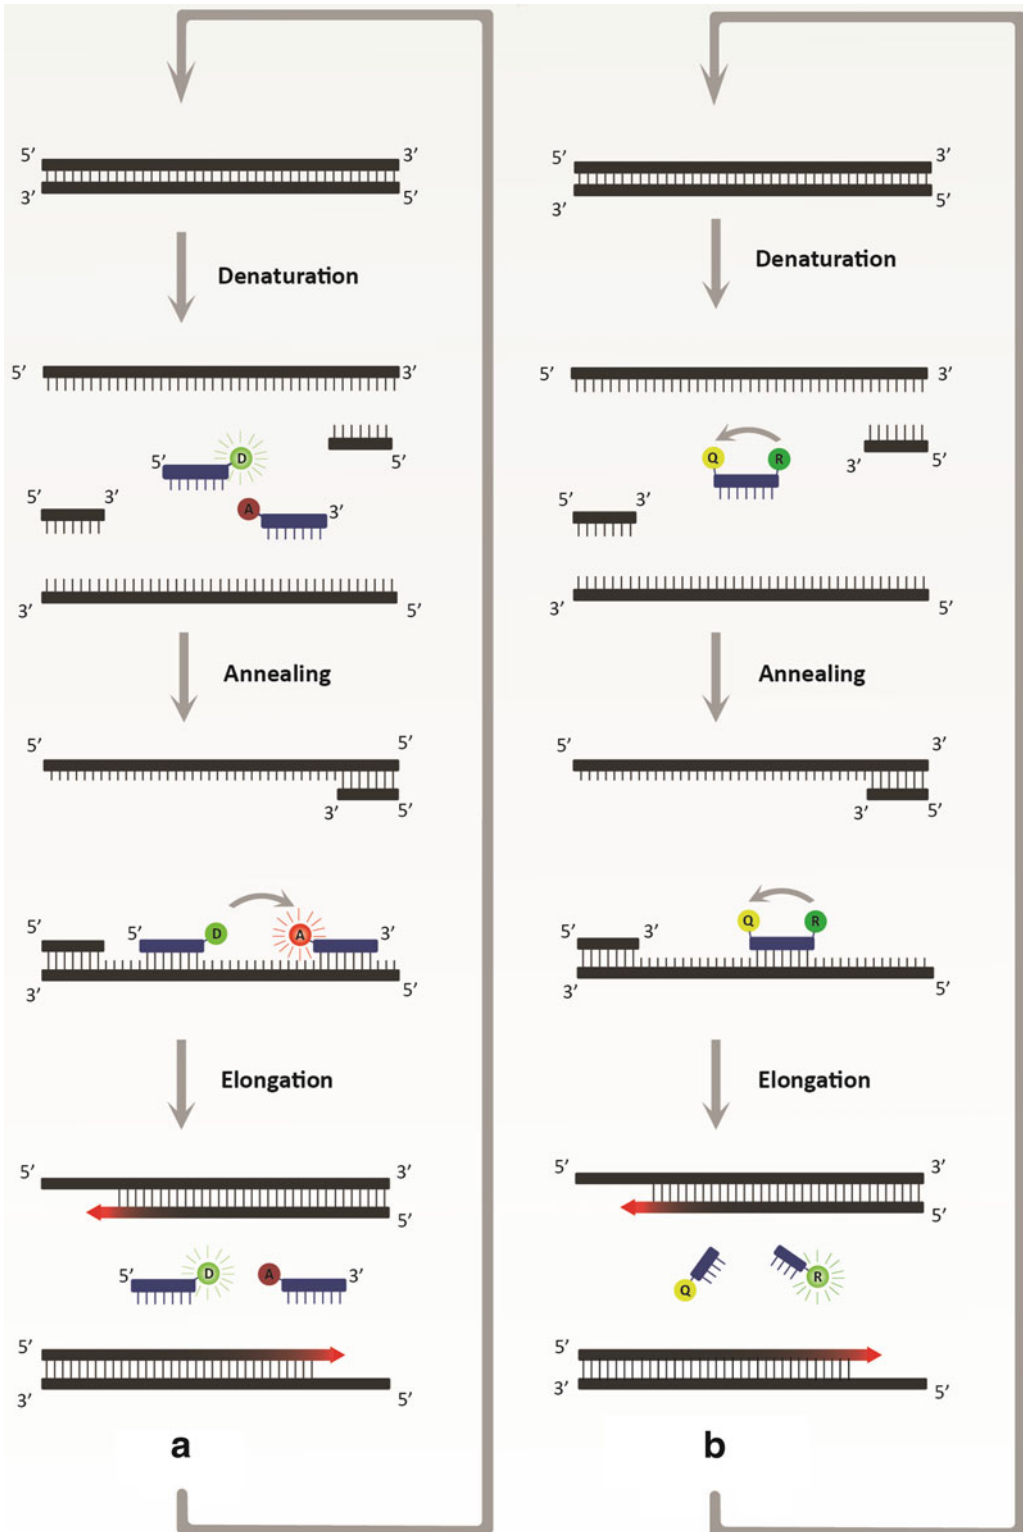 5' 3'
3' 5'
Denaturation
5' 3'
5' D 5'
5' 3' A 3'
3' 5'
Annealing
5' 5'
3' 5'
5' 5' D A 3'
3' 5'
Elongation
5' 3'
5'
5' D A 3'
5'
3' 5'
a
5' 3'
3' 5'
Denaturation
5' 3'
Q R 3' 5'
5' 3'
3' 5'
Annealing
5' 3'
3' 5'
Q R
5' 3'
3' 5'
Elongation
5' 3'
5'
Q R
5'
3' 5'
b